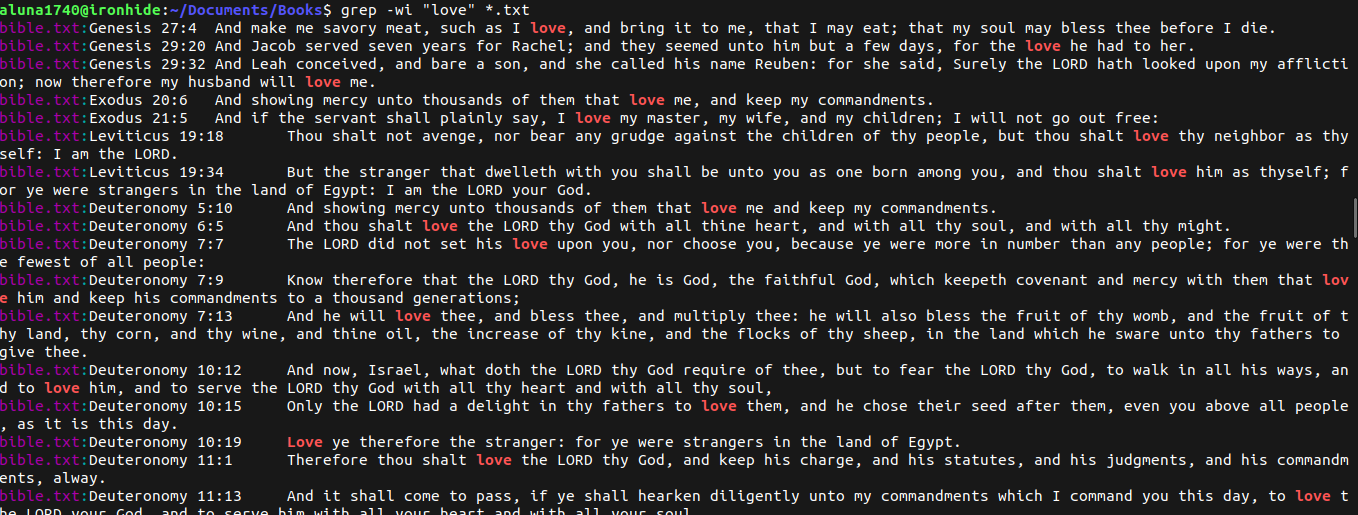 aluna1740@ironhide:~/Documents/Books$ grep -wi "love" *.txt
bible.txt:Genesis 27:4  And make me savory meat, such as I love, and bring it to me, that I may eat; that my soul may bless thee before I die.
bible.txt:Genesis 29:20 And Jacob served seven years for Rachel; and they seemed unto him but a few days, for the love he had to her.
bible.txt:Genesis 29:32 And Leah conceived, and bare a son, and she called his name Reuben: for she said, Surely the LORD hath looked upon my afflicti
on; now therefore my husband will love me.
bible.txt:Exodus 20:6   And showing mercy unto thousands of them that love me, and keep my commandments.
bible.txt:Exodus 21:5   And if the servant shall plainly say, I love my master, my wife, and my children; I will not go out free:
bible.txt:Leviticus 19:18       Thou shalt not avenge, nor bear any grudge against the children of thy people, but thou shalt love thy neighbor as thy
self: I am the LORD.
bible.txt:Leviticus 19:34       But the stranger that dwelleth with you shall be unto you as one born among you, and thou shalt love him as thyself; f
or ye were strangers in the land of Egypt: I am the LORD your God.
bible.txt:Deuteronomy 5:10      And showing mercy unto thousands of them that love me and keep my commandments.
bible.txt:Deuteronomy 6:5       And thou shalt love the LORD thy God with all thine heart, and with all thy soul, and with all thy might.
bible.txt:Deuteronomy 7:7       The LORD did not set his love upon you, nor choose you, because ye were more in number than any people; for ye were th
e fewest of all people:
bible.txt:Deuteronomy 7:9       Know therefore that the LORD thy God, he is God, the faithful God, which keepeth covenant and mercy with them that lov
e him and keep his commandments to a thousand generations;
bible.txt:Deuteronomy 7:13      And he will love thee, and bless thee, and multiply thee: he will also bless the fruit of thy womb, and the fruit of t
hy land, thy corn, and thy wine, and thine oil, the increase of thy kine, and the flocks of thy sheep, in the land which he sware unto thy fathers to
give thee.
bible.txt:Deuteronomy 10:12     And now, Israel, what doth the LORD thy God require of thee, but to fear the LORD thy God, to walk in all his ways, an
d to love him, and to serve the LORD thy God with all thy heart and with all thy soul,
bible.txt:Deuteronomy 10:15     Only the LORD had a delight in thy fathers to love them, and he chose their seed after them, even you above all people
, as it is this day.
bible.txt:Deuteronomy 10:19     Love ye therefore the stranger: for ye were strangers in the land of Egypt.
bible.txt:Deuteronomy 11:1      Therefore thou shalt love the LORD thy God, and keep his charge, and his statutes, and his judgments, and his commandm
ents, alway.
bible.txt:Deuteronomy 11:13     And it shall come to pass, if ye shall hearken diligently unto my commandments which I command you this day, to love t
he LORD your God, and to serve him with all your heart and with all your soul